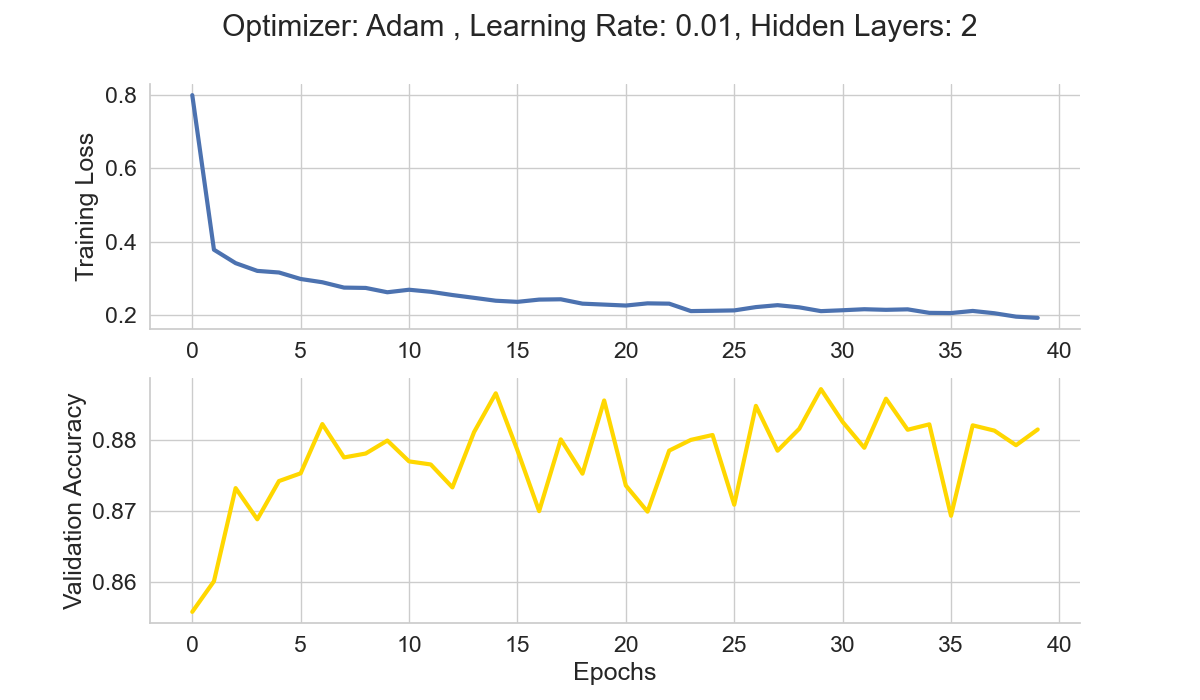 Optimizer: Adam , Learning Rate: 0.01, Hidden Layers: 2
Training Loss
0.8
0.6
0.4
0.2
0 5 10 15 20 25 30 35 40
Validation Accuracy
0.88
0.87
0.86
0 5 10 15 20 25 30 35 40
Epochs